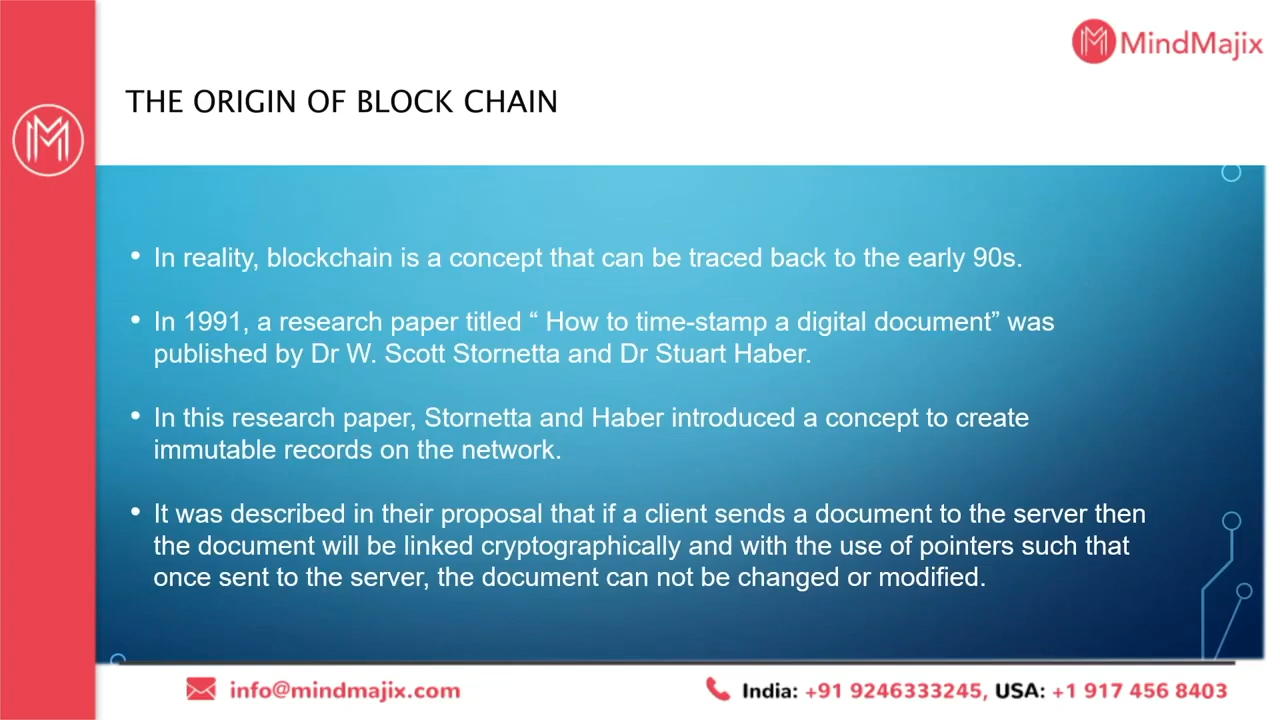 MindMajix
THE ORIGIN OF BLOCK CHAIN
• In reality, blockchain is a concept that can be traced back to the early 90s.
• In 1991, a research paper titled “ How to time-stamp a digital document” was
published by Dr W. Scott Stornetta and Dr Stuart Haber.
• In this research paper, Stornetta and Haber introduced a concept to create
immutable records on the network.
• It was described in their proposal that if a client sends a document to the server then
the document will be linked cryptographically and with the use of pointers such that
once sent to the server, the document can not be changed or modified.
info@mindmajix.com
India: +91 9246333245, USA: +1 917 456 8403